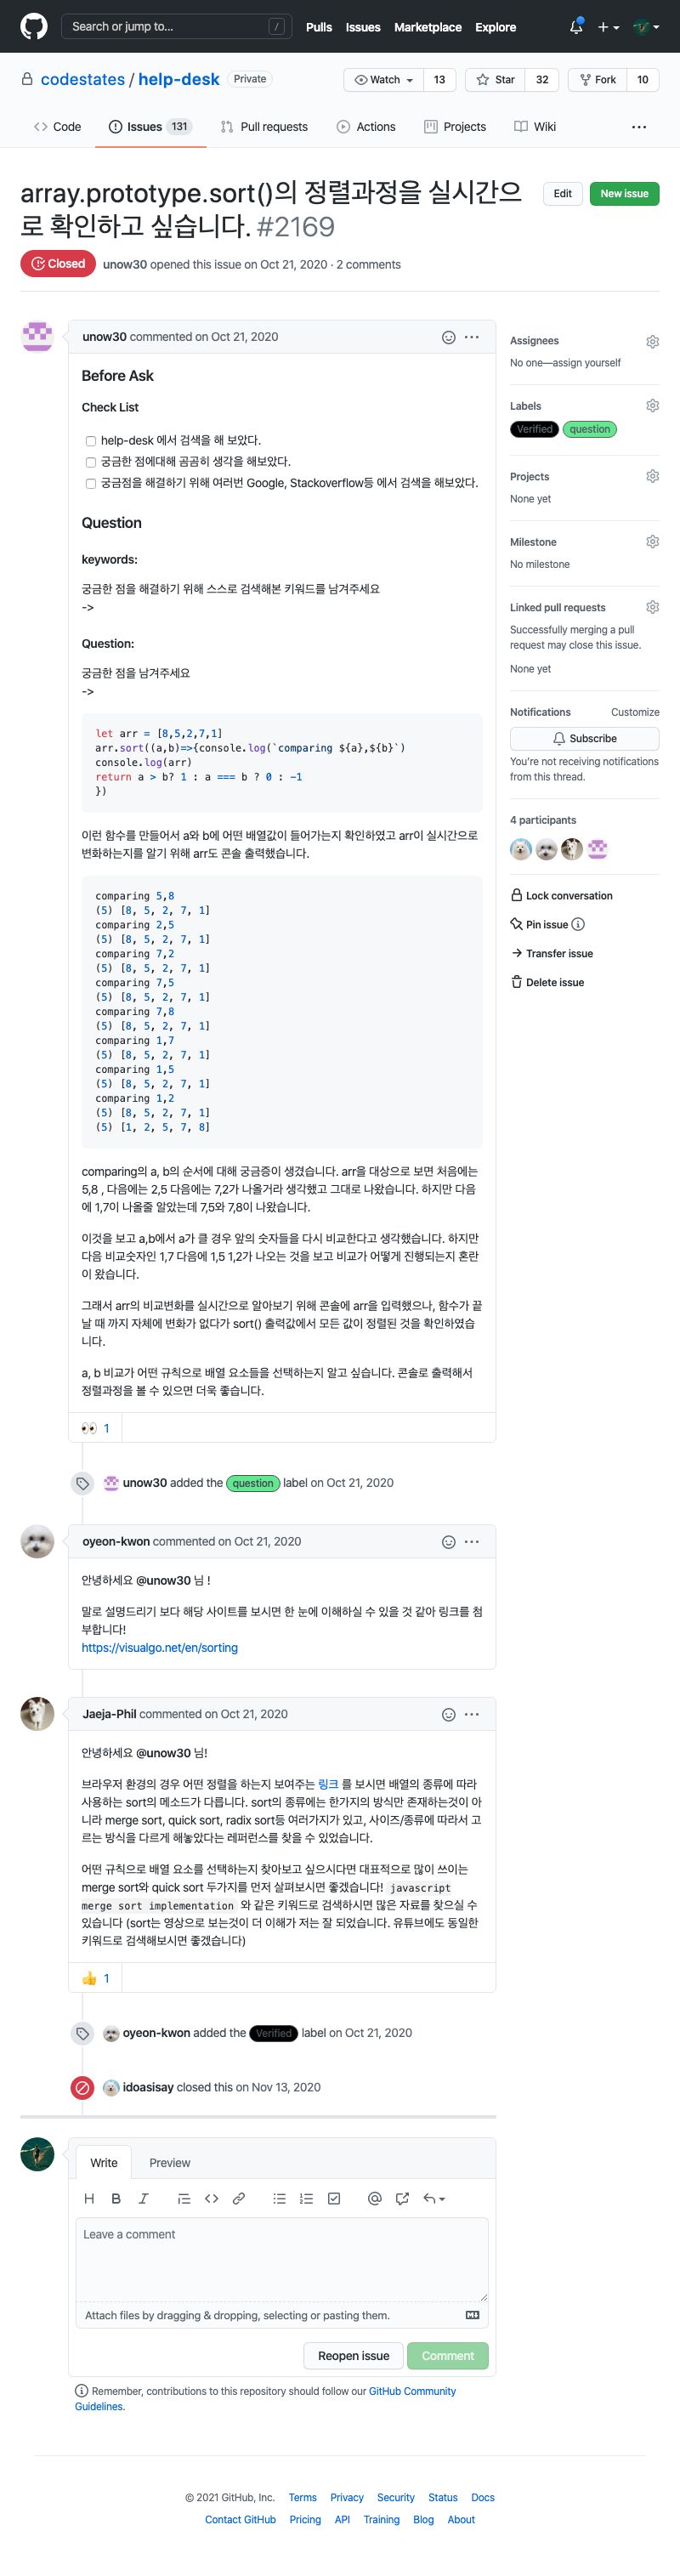 Search or jump to...
/
Pulls Issues Marketplace Explore
codestates / help-desk Private
Watch 13 Star 32 Fork 10
Code Issues 131 Pull requests Actions Projects Wiki
array.prototype.sort()의 정렬과정을 실시간으
로 확인하고 싶습니다. #2169
Edit New issue
Closed unow30 opened this issue on Oct 21, 2020 · 2 comments
unow30 commented on Oct 21, 2020
Before Ask
Check List
help-desk 에서 검색을 해 보았다.
궁금한 점에대해 곰곰히 생각을 해보았다.
궁금점을 해결하기 위해 여러번 Google, Stackoverflow등 에서 검색을 해보았다.
Question
keywords:
궁금한 점을 해결하기 위해 스스로 검색해본 키워드를 남겨주세요
->
Question:
궁금한 점을 남겨주세요
->
let arr = [8,5,2,7,1]
arr.sort((a,b)=>{console.log(`comparing ${a},${b}`)
console.log(arr)
return a > b? 1 : a === b ? 0 : -1
})
이런 함수를 만들어서 a와 b에 어떤 배열값이 들어가는지 확인하였고 arr이 실시간으로
변화하는지를 알기 위해 arr도 콘솔 출력했습니다.
comparing 5,8
(5) [8, 5, 2, 7, 1]
comparing 2,5
(5) [8, 5, 2, 7, 1]
comparing 7,2
(5) [8, 5, 2, 7, 1]
comparing 7,5
(5) [8, 5, 2, 7, 1]
comparing 7,8
(5) [8, 5, 2, 7, 1]
comparing 1,7
(5) [8, 5, 2, 7, 1]
comparing 1,5
(5) [8, 5, 2, 7, 1]
comparing 1,2
(5) [8, 5, 2, 7, 1]
(5) [1, 2, 5, 7, 8]
comparing의 a, b의 순서에 대해 궁금증이 생겼습니다. arr을 대상으로 보면 처음에는
5,8 , 다음에는 2,5 다음에는 7,2가 나올거라 생각했고 그대로 나왔습니다. 하지만 다음
에 1,7이 나올줄 알았는데 7,5와 7,8이 나왔습니다.
이것을 보고 a,b에서 a가 클 경우 앞의 숫자들을 다시 비교한다고 생각했습니다. 하지만
다음 비교숫자인 1,7 다음에 1,5 1,2가 나오는 것을 보고 비교가 어떻게 진행되는지 혼란
이 왔습니다.
그래서 arr의 비교변화를 실시간으로 알아보기 위해 콘솔에 arr을 입력했으나, 함수가 끝
날 때 까지 자체에 변화가 없다가 sort() 출력값에서 모든 값이 정렬된 것을 확인하였습
니다.
a, b 비교가 어떤 규칙으로 배열 요소들을 선택하는지 알고 싶습니다. 콘솔로 출력해서
정렬과정을 볼 수 있으면 더욱 좋습니다.
1
unow30 added the question label on Oct 21, 2020
oyeon-kwon commented on Oct 21, 2020
안녕하세요 @unow30 님 !
말로 설명드리기 보다 해당 사이트를 보시면 한 눈에 이해하실 수 있을 것 같아 링크를 첨
부합니다!
https://visualgo.net/en/sorting
Jaeja-Phil commented on Oct 21, 2020
안녕하세요 @unow30 님!
브라우저 환경의 경우 어떤 정렬을 하는지 보여주는 링크 를 보시면 배열의 종류에 따라
사용하는 sort의 메소드가 다릅니다. sort의 종류에는 한가지의 방식만 존재하는것이 아
니라 merge sort, quick sort, radix sort등 여러가지가 있고, 사이즈/종류에 따라서 고
르는 방식을 다르게 해놓았다는 레퍼런스를 찾을 수 있었습니다.
어떤 규칙으로 배열 요소를 선택하는지 찾아보고 싶으시다면 대표적으로 많이 쓰이는
merge sort와 quick sort 두가지를 먼저 살펴보시면 좋겠습니다! javascript
merge sort implementation 와 같은 키워드로 검색하시면 많은 자료를 찾으실 수
있습니다 (sort는 영상으로 보는것이 더 이해가 저는 잘 되었습니다. 유튜브에도 동일한
키워드로 검색해보시면 좋겠습니다)
1
oyeon-kwon added the Verified label on Oct 21, 2020
idoasisay closed this on Nov 13, 2020
Write Preview
Leave a comment
Attach files by dragging & dropping, selecting or pasting them.
Reopen issue Comment
Remember, contributions to this repository should follow our GitHub Community
Guidelines.
Assignees
No one—assign yourself
Labels
Verified question
Projects
None yet
Milestone
No milestone
Linked pull requests
Successfully merging a pull
request may close this issue.
None yet
Notifications Customize
Subscribe
You're not receiving notifications
from this thread.
4 participants
Lock conversation
Pin issue
Transfer issue
Delete issue
© 2021 GitHub, Inc. Terms Privacy Security Status Docs
Contact GitHub Pricing API Training Blog About